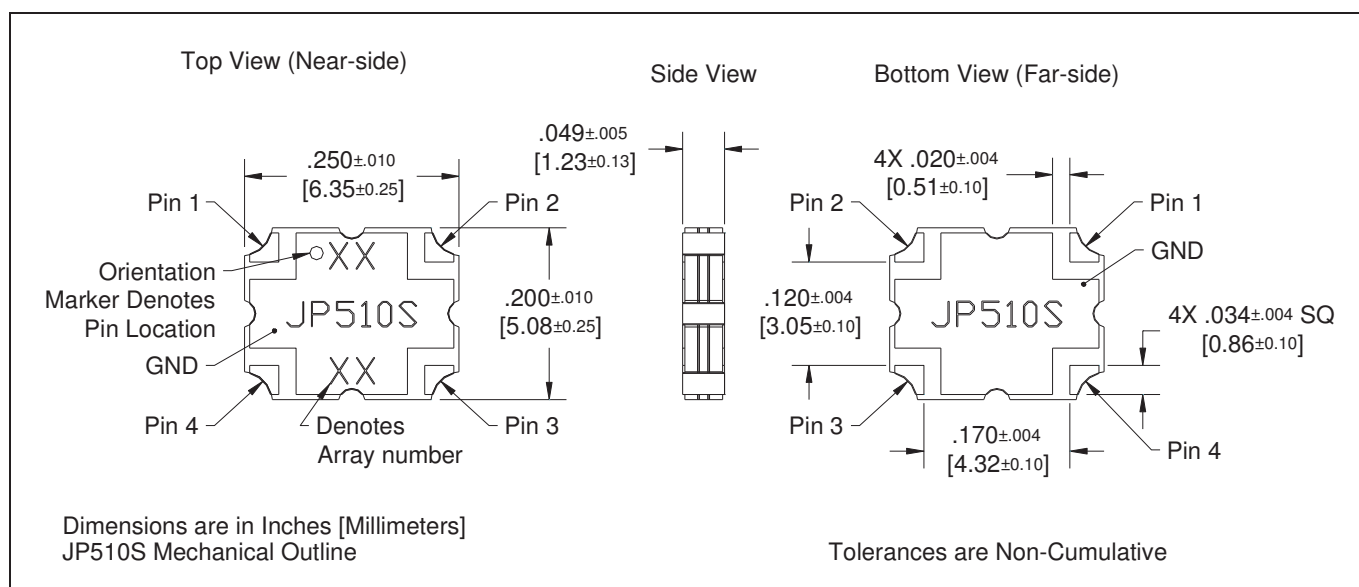 Top View (Near-side)
Side View
Bottom View (Far-side)
.250±.010
[6.35±0.25]
.049±.005
[1.23±0.13]
4X .020±.004
[0.51±0.10]
Pin 1
Pin 2
Pin 2
Pin 1
XX
Orientation
Marker Denotes
Pin Location
GND
JP510S
.200±.010
[5.08±0.25]
.120±.004
[3.05±0.10]
JP510S
GND
4X .034±.004 SQ
[0.86±0.10]
XX
Pin 4
Denotes
Array number
Pin 3
Pin 3
.170±.004
[4.32±0.10]
Pin 4
Dimensions are in Inches [Millimeters]
JP510S Mechanical Outline
Tolerances are Non-Cumulative